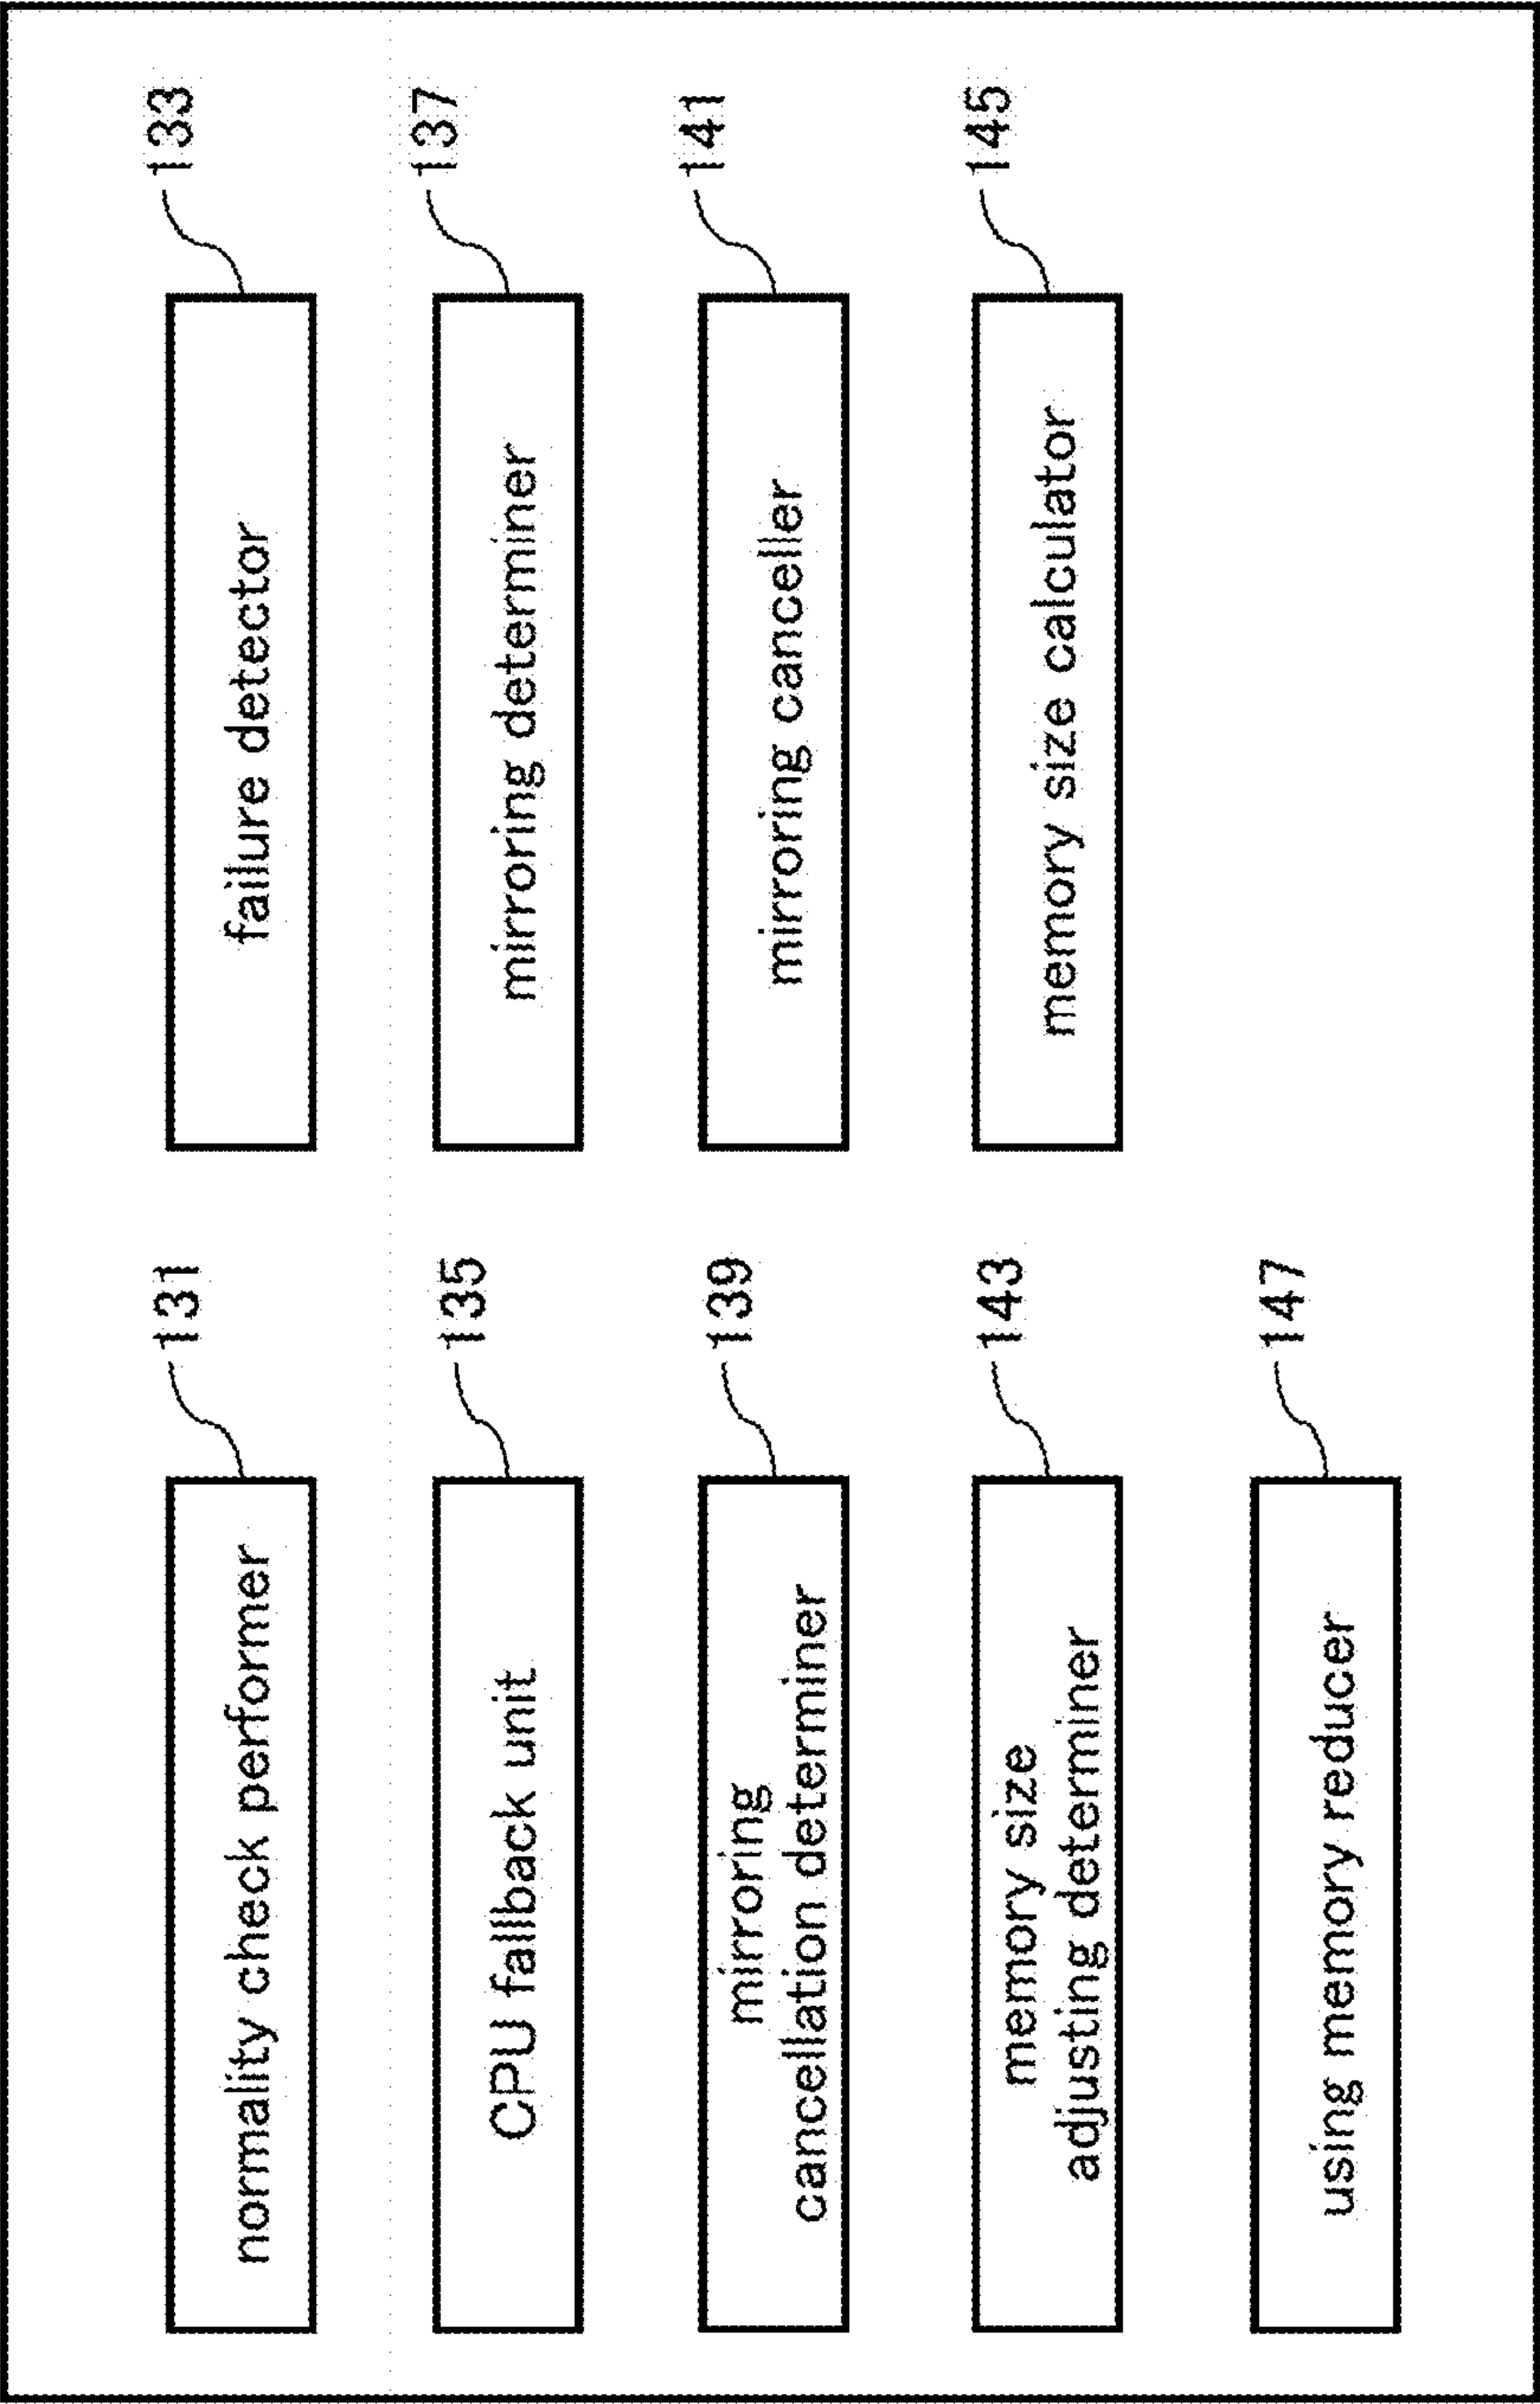 131
normality check performer
133
failure detector
135
CPU fallback unit
137
mirroring determiner
139
mirroring
cancellation determiner
141
mirroring canceller
143
memory size
adjusting determiner
145
memory size calculator
147
using memory reducer